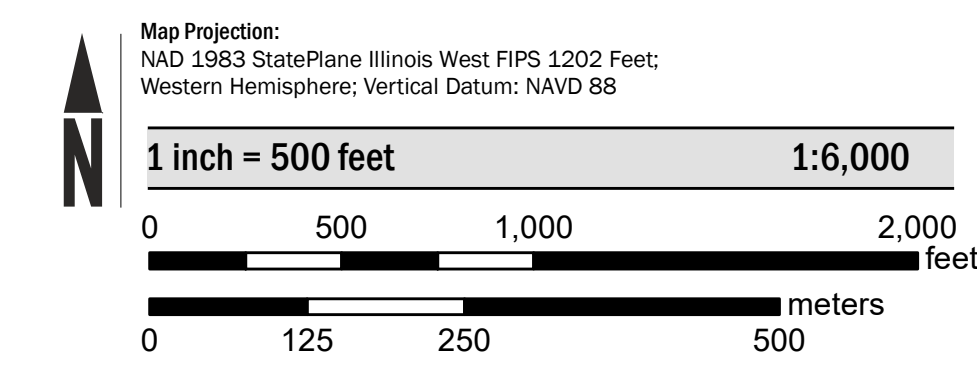 Map Projection:
NAD 1983 StatePlane Illinois West FIPS 1202 Feet;
Western Hemisphere; Vertical Datum: NAVD 88
N
1 inch = 500 feet 1:6,000
0 500 1,000 2,000
feet
meters
0 125 250 500